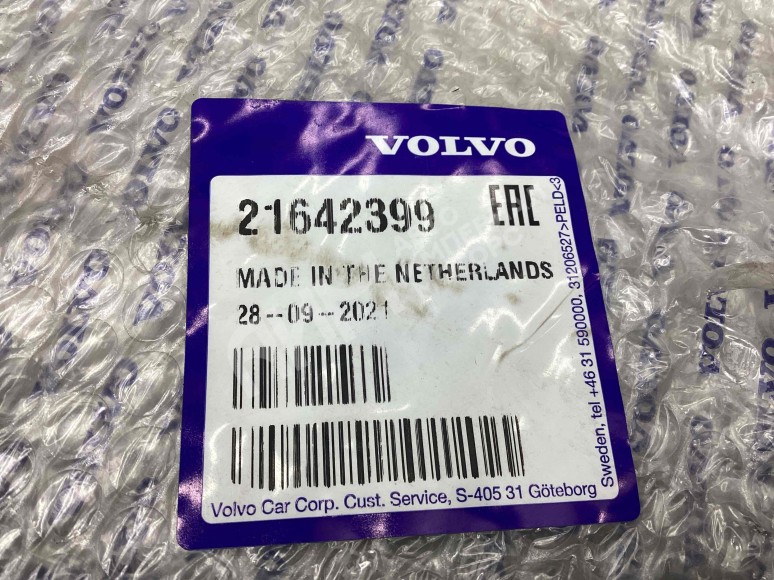 VOLVO
21642399
EAC
MADE IN THE NETHERLANDS
28-09-2021
Volvo Car Corp. Cust. Service, S-405 31 Göteborg
Sweden, tel +46 31 590000, 31206527>PELD<3